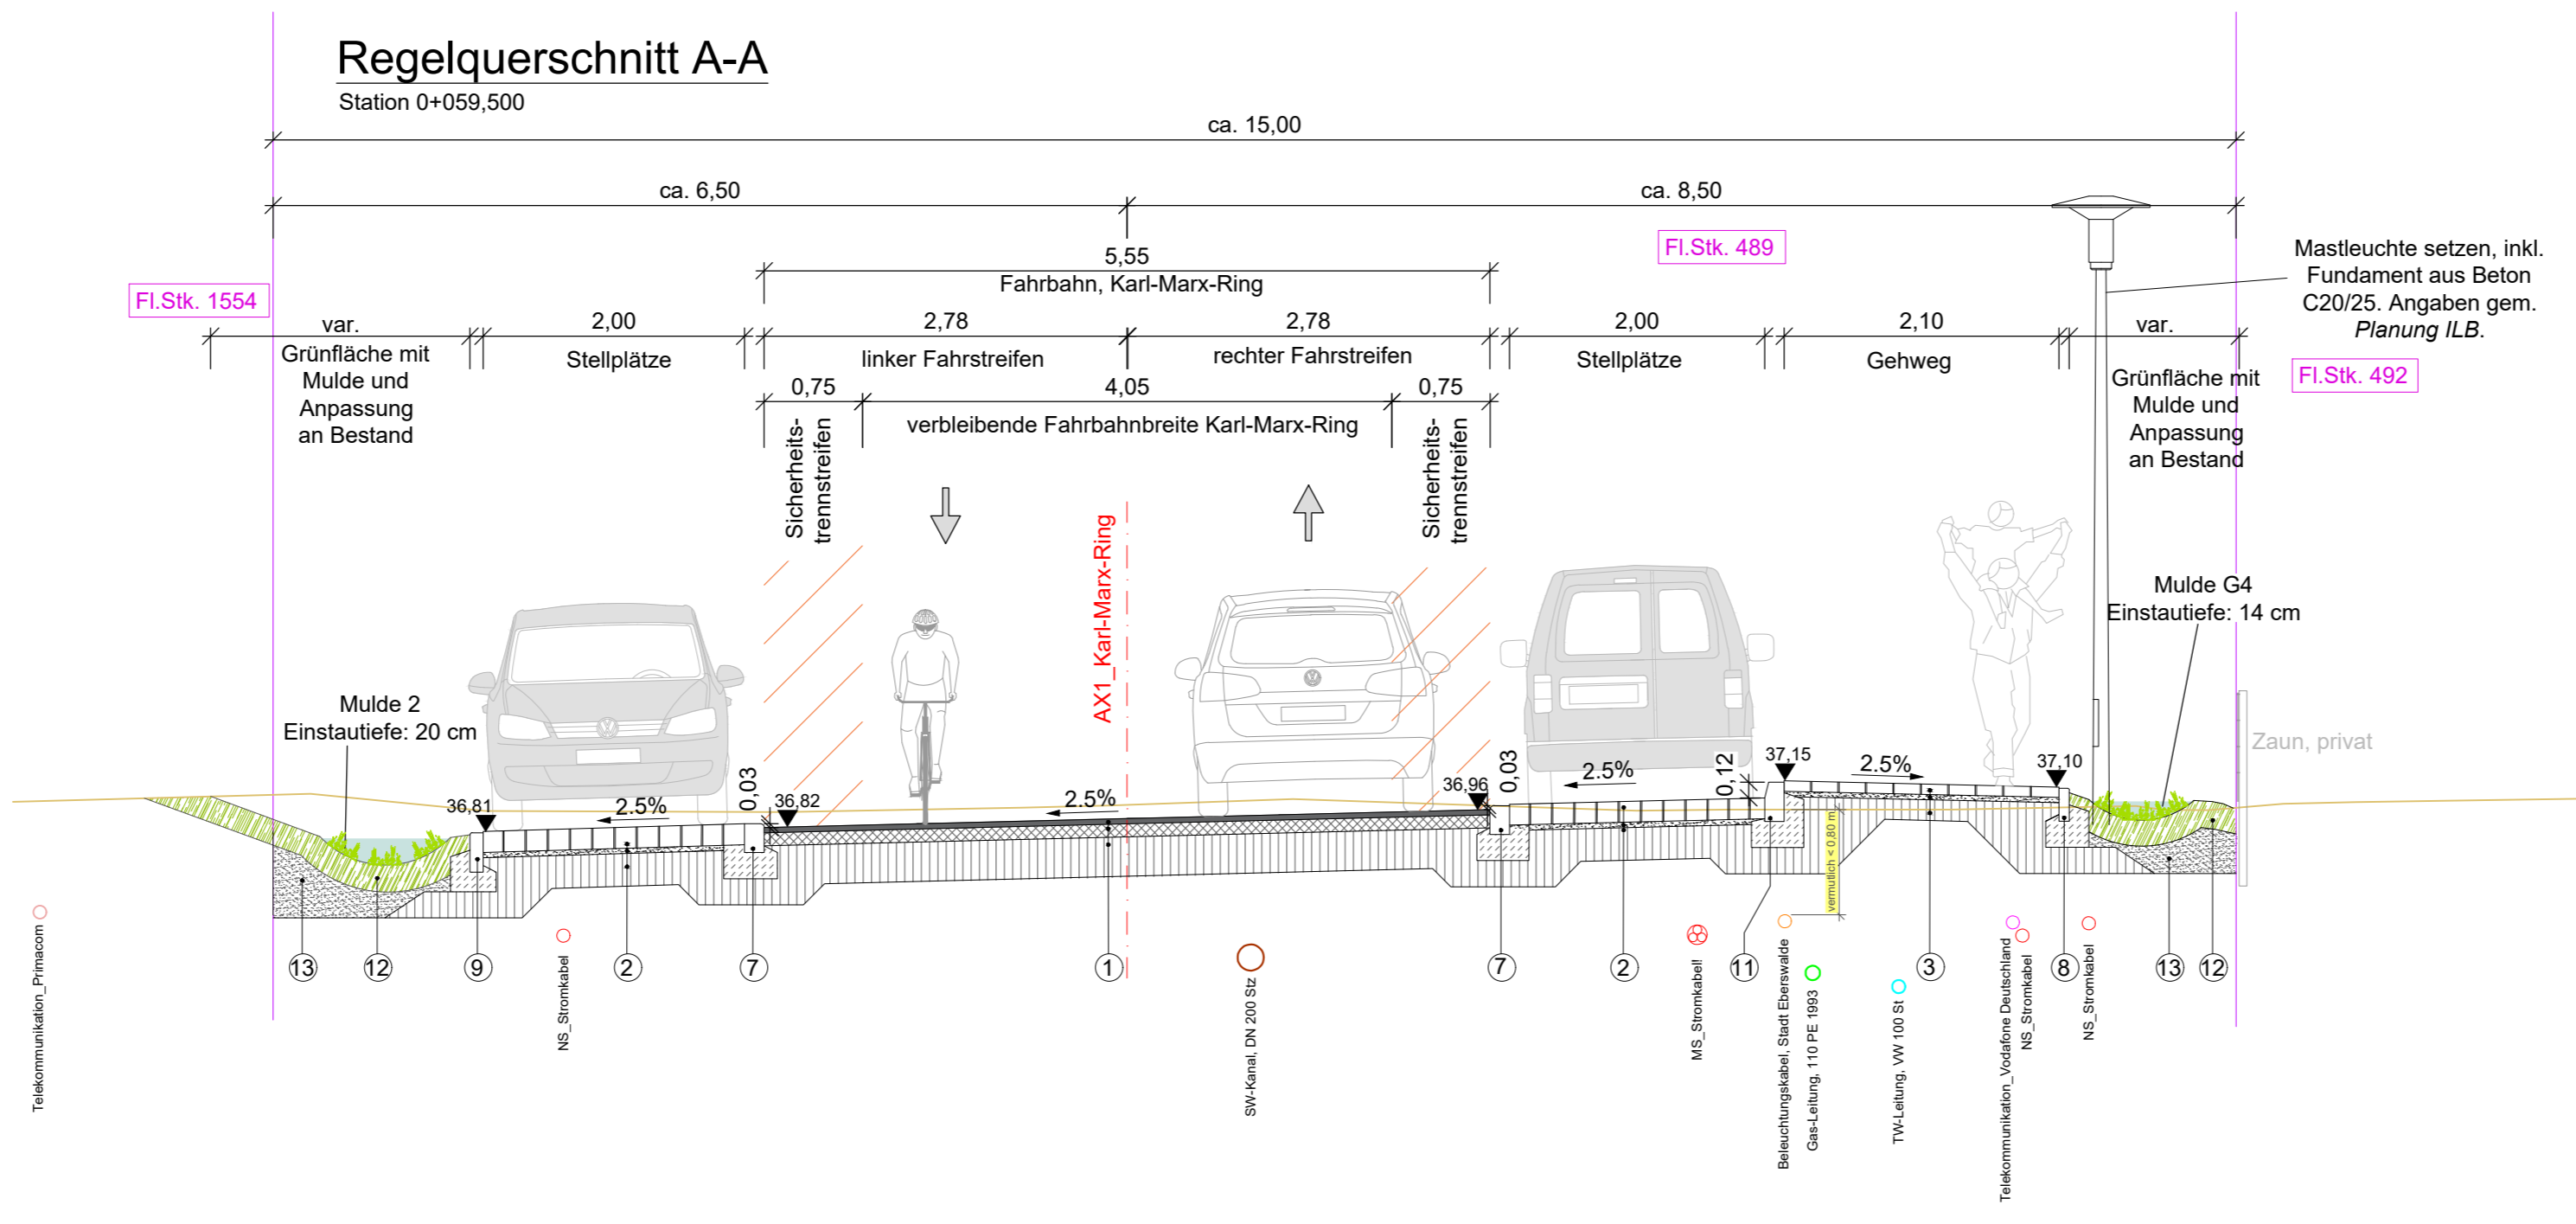 Regelquerschnitt A-A
Station 0+059,500
ca. 15,00
ca. 6,50
ca. 8,50
Fl.Stk. 489
5,55
Fahrbahn, Karl-Marx-Ring
Mastleuchte setzen, inkl.
Fundament aus Beton
C20/25. Angaben gem.
Planung ILB.
Fl.Stk. 1554
var.
2,00
2,78
2,78
2,00
2,10
var.
Grünfläche mit
Mulde und
Anpassung
an Bestand
Stellplätze
linker Fahrstreifen
rechter Fahrstreifen
Stellplätze
Gehweg
Grünfläche mit
Mulde und
Anpassung
an Bestand
Fl.Stk. 492
0,75
4,05
0,75
verbleibende Fahrbahnbreite Karl-Marx-Ring
Sicherheits-
trennstreifen
Sicherheits-
trennstreifen
AX1_Karl-Marx-Ring
Mulde G4
Einstautiefe: 14 cm
Mulde 2
Einstautiefe: 20 cm
Zaun, privat
36,81
2.5%
0,03
36,82
2.5%
36,96
0,03
2.5%
0,12
37,15
2.5%
37,10
vermutlich < 0,80 m
13
12
9
2
7
1
7
2
11
3
8
13
12
Telekommunikation_Primacom
NS_Stromkabel
SW-Kanal, DN 200 Stz
MS_Stromkabel!
Beleuchtungskabel, Stadt Eberswalde
Gas-Leitung, 110 PE 1993
TW-Leitung, VW 100 St
Telekommunikation_Vodafone Deutschland
NS_Stromkabel
NS_Stromkabel